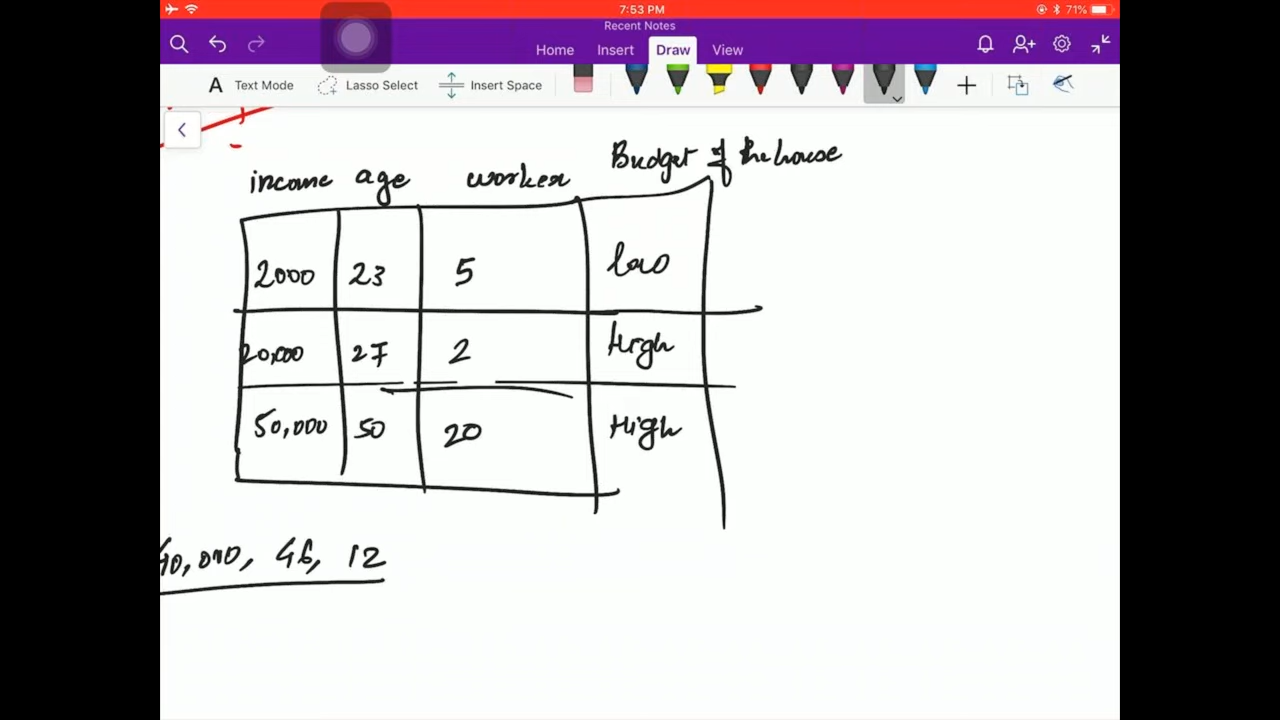 7:53 PM
71%
Recent Notes
Home Insert Draw View
A Text Mode Lasso Select Insert Space
income age worker Budget of the house
2000 23 5 low
20,000 27 2 High
50,000 50 20 High
40,000, 46, 12